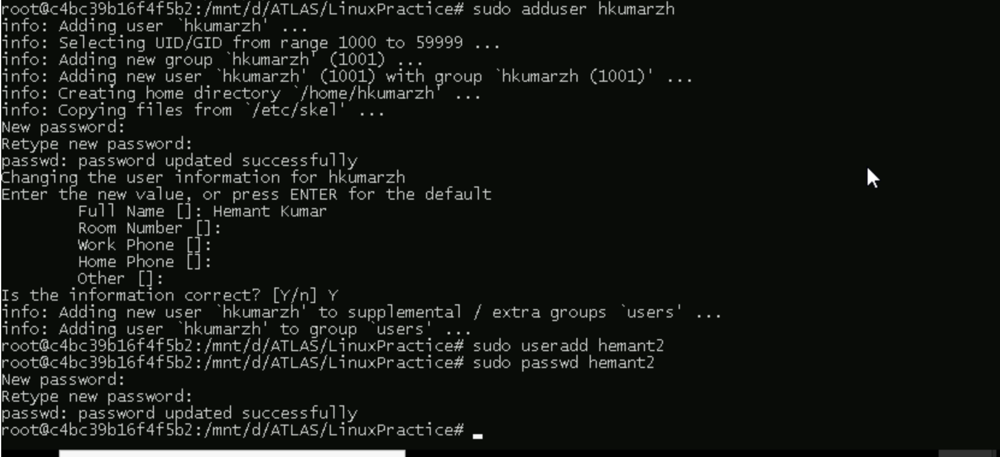 root@c4bc39b16f4f5b2:/mnt/d/ATLAS/LinuxPractice# sudo adduser hkumarzh
info: Adding user `hkumarzh' ...
info: Selecting UID/GID from range 1000 to 59999 ...
info: Adding new group `hkumarzh' (1001) ...
info: Adding new user `hkumarzh' (1001) with group `hkumarzh (1001)' ...
info: Creating home directory `/home/hkumarzh' ...
info: Copying files from `/etc/skel' ...
New password:
Retype new password:
passwd: password updated successfully
Changing the user information for hkumarzh
Enter the new value, or press ENTER for the default
Full Name []: Hemant Kumar
Room Number []:
Work Phone []:
Home Phone []:
Other []:
Is the information correct? [Y/n] Y
info: Adding new user `hkumarzh' to supplemental / extra groups `users' ...
info: Adding user `hkumarzh' to group `users' ...
root@c4bc39b16f4f5b2:/mnt/d/ATLAS/LinuxPractice# sudo useradd hemant2
root@c4bc39b16f4f5b2:/mnt/d/ATLAS/LinuxPractice# sudo passwd hemant2
New password:
Retype new password:
passwd: password updated successfully
root@c4bc39b16f4f5b2:/mnt/d/ATLAS/LinuxPractice#